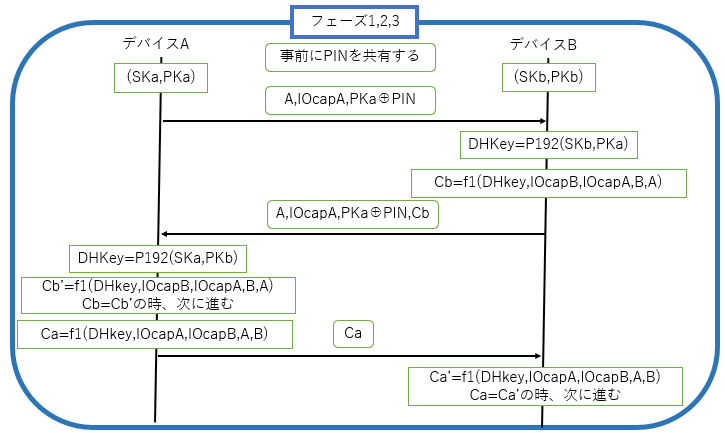 フェーズ1,2,3
デバイスA
デバイスB
事前にPINを共有する
(SKa,PKa)
(SKb,PKb)
A,IOcapA,PKa⊕PIN
DHKey=P192(SKb,PKa)
Cb=f1(DHkey,IOcapB,IOcapA,B,A)
A,IOcapA,PKa⊕PIN,Cb
DHKey=P192(SKa,PKb)
Cb’=f1(DHkey,IOcapB,IOcapA,B,A)
Cb=Cb’の時、次に進む
Ca=f1(DHkey,IOcapA,IOcapB,A,B)
Ca
Ca’=f1(DHkey,IOcapA,IOcapB,A,B)
Ca=Ca’の時、次に進む